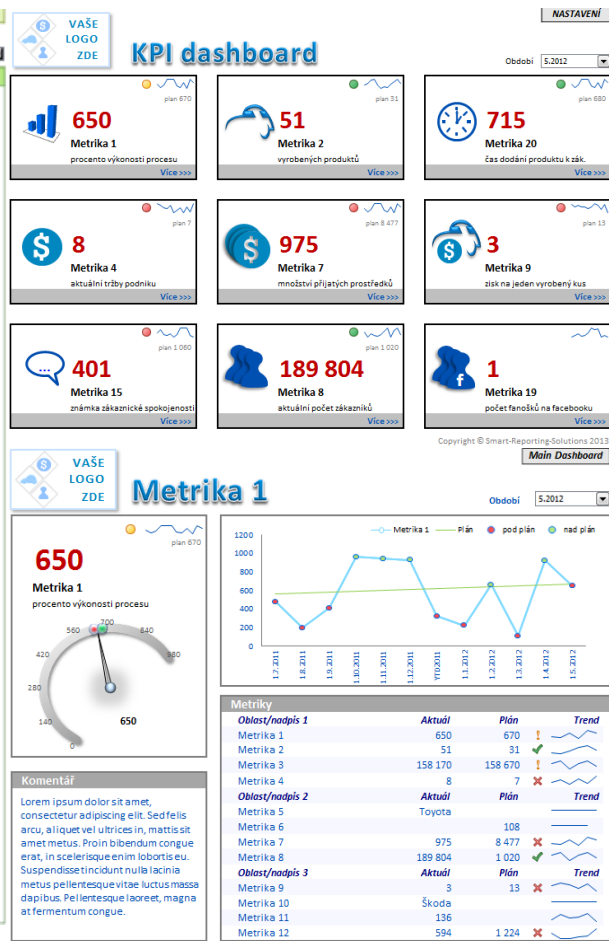 NASTAVENÍ
VAŠE
LOGO
ZDE
KPI dashboard
Období 5.2012
plan 670
650
Metrika 1
procento výkonosti procesu
Více >>>
plan 31
51
Metrika 2
vyrobených produktů
Více >>>
plan 680
715
Metrika 20
čas dodání produktu k zák.
Více >>>
plan 7
8
Metrika 4
aktuální tržby podniku
Více >>>
plan 8 477
975
Metrika 7
množství přijatých prostředků
Více >>>
plan 13
3
Metrika 9
zisk na jeden vyrobený kus
Více >>>
plan 1 060
401
Metrika 15
známka zákaznické spokojenosti
Více >>>
plan 1 020
189 804
Metrika 8
aktuální počet zákazníků
Více >>>
1
Metrika 19
počet fanošků na facebooku
Více >>>
Copyright © Smart-Reporting-Solutions 2013
Main Dashboard
VAŠE
LOGO
ZDE
Metrika 1
Období 5.2012
plan 670
650
Metrika 1
procento výkonosti procesu
0
140
280
420
560
700
840
980
650
Metrika 1 Plán pod plán nad plán
1200
1000
800
600
400
200
0
1.7.2011
1.8.2011
1.9.2011
1.10.2011
1.11.2011
1.12.2011
YTD2011
1.1.2012
1.2.2012
1.3.2012
1.4.2012
1.5.2012
Komentář
Lorem ipsum dolor sit amet,
consectetur adipiscing elit. Sed felis
arcu, aliquet vel ultrices in, mattis sit
amet metus. Proin bibendum congue
erat, in scelerisque enim lobortis eu.
Suspendisse tincidunt nulla lacinia
metus pellentesque vitae luctus massa
dapibus. Pellentesque laoreet, magna
at fermentum congue.
Metriky
Oblast/nadpis 1 Aktuál Plán Trend
Metrika 1 650 670 !
Metrika 2 51 31
Metrika 3 158 170 158 670 !
Metrika 4 8 7
Oblast/nadpis 2 Aktuál Plán Trend
Metrika 5 Toyota
Metrika 6 108
Metrika 7 975 8 477
Metrika 8 189 804 1 020
Oblast/nadpis 3 Aktuál Plán Trend
Metrika 9 3 13
Metrika 10 Škoda
Metrika 11 136
Metrika 12 594 1 224